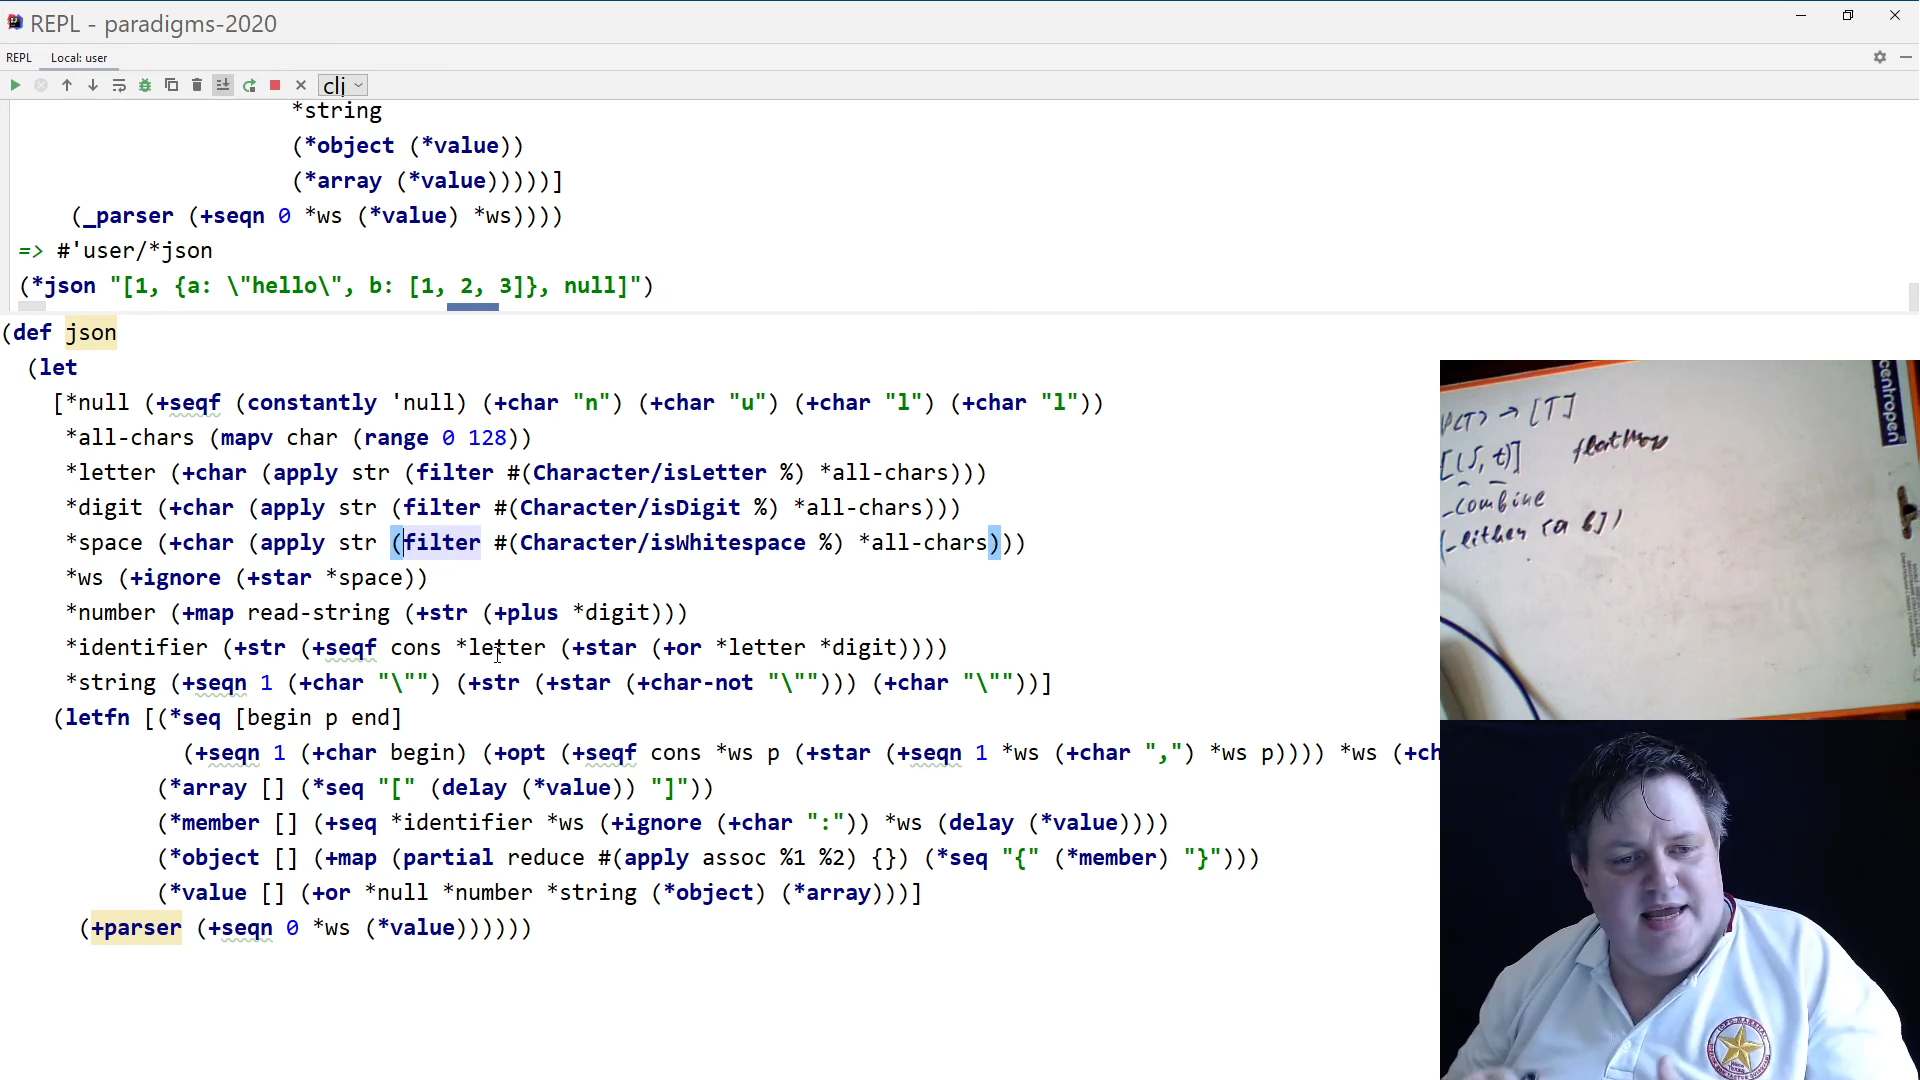 REPL - paradigms-2020
REPL Local: user
clj
*string
(*object (*value))
(*array (*value)))))]
(_parser (+seqn 0 *ws (*value) *ws))))
=> #'user/*json
(*json "[1, {a: \"hello\", b: [1, 2, 3]}, null]")
(def json
(let
[*null (+seqf (constantly 'null) (+char "n") (+char "u") (+char "l") (+char "l"))
*all-chars (mapv char (range 0 128))
*letter (+char (apply str (filter #(Character/isLetter %) *all-chars)))
*digit (+char (apply str (filter #(Character/isDigit %) *all-chars)))
*space (+char (apply str (filter #(Character/isWhitespace %) *all-chars)))
*ws (+ignore (+star *space))
*number (+map read-string (+str (+plus *digit)))
*identifier (+str (+seqf cons *letter (+star (+or *letter *digit))))
*string (+seqn 1 (+char "\"") (+str (+star (+char-not "\""))) (+char "\""))]
(letfn [(*seq [begin p end]
(+seqn 1 (+char begin) (+opt (+seqf cons *ws p (+star (+seqn 1 *ws (+char ",") *ws p)))) *ws (+ch
(*array [] (*seq "[" (delay (*value)) "]"))
(*member [] (+seq *identifier *ws (+ignore (+char ":")) *ws (delay (*value))))
(*object [] (+map (partial reduce #(apply assoc %1 %2) {}) (*seq "{" (*member) "}")))
(*value [] (+or *null *number *string (*object) (*array)))]
(+parser (+seqn 0 *ws (*value))))))
centropen
(T) → [T]
[(S, t)] flatMap
_combine
(_either [a b])